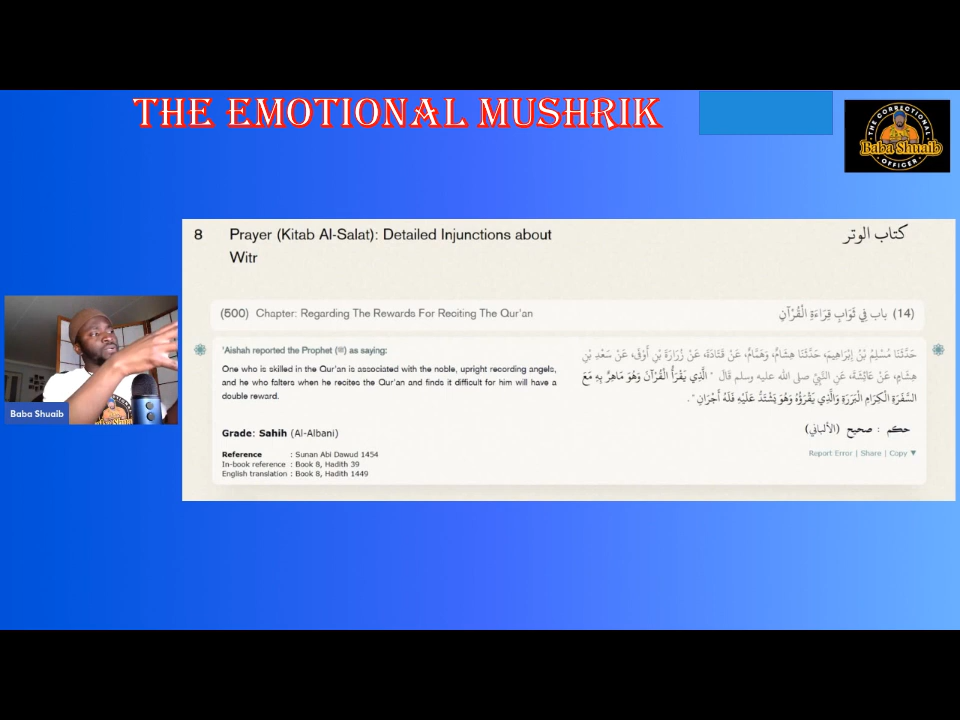 THE EMOTIONAL MUSHRIK
THE CORRECTIONAL
Baba Shuaib
OFFICER
8 Prayer (Kitab Al-Salat): Detailed Injunctions about
Witr
كتاب الوتر
(500) Chapter: Regarding The Rewards For Reciting The Qur'an
(14) باب فِي ثَوَابِ قِرَاءَةِ الْقُرْآنِ
'Aishah reported the Prophet (ﷺ) as saying:
One who is skilled in the Qur'an is associated with the noble, upright recording angels,
and he who falters when he recites the Qur'an and finds it difficult for him will have a
double reward.
حَدَّثَنَا مُسْلِمُ بْنُ إِبْرَاهِيمَ، حَدَّثَنَا هِشَامٌ، وَهَمَّامٌ، عَنْ قَتَادَةَ، عَنْ زُرَارَةَ بْنِ أَوْفَى، عَنْ سَعْدِ بْنِ
هِشَامٍ، عَنْ عَائِشَةَ، عَنِ النَّبِيِّ صلى الله عليه وسلم قَالَ " الَّذِي يَقْرَأُ الْقُرْآنَ وَهُوَ مَاهِرٌ بِهِ مَعَ
السَّفَرَةِ الْكِرَامِ الْبَرَرَةِ وَالَّذِي يَقْرَؤُهُ وَهُوَ يَشْتَدُّ عَلَيْهِ فَلَهُ أَجْرَانِ " .
Grade: Sahih (Al-Albani)
حكم : صحيح (الألباني)
Reference : Sunan Abi Dawud 1454
In-book reference : Book 8, Hadith 39
English translation : Book 8, Hadith 1449
Report Error | Share | Copy ▼
Baba Shuaib